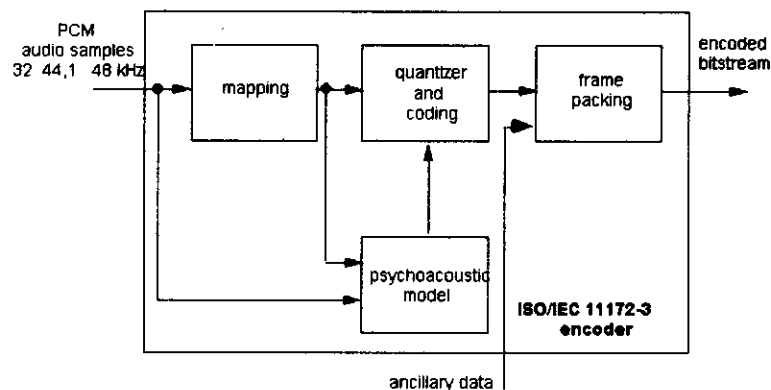 PCM
audio samples
32 44,1 48 kHz
mapping
quantizer
and
coding
frame
packing
encoded
bitstream
psychoacoustic
model
ISO/IEC 11172-3
encoder
ancillary data